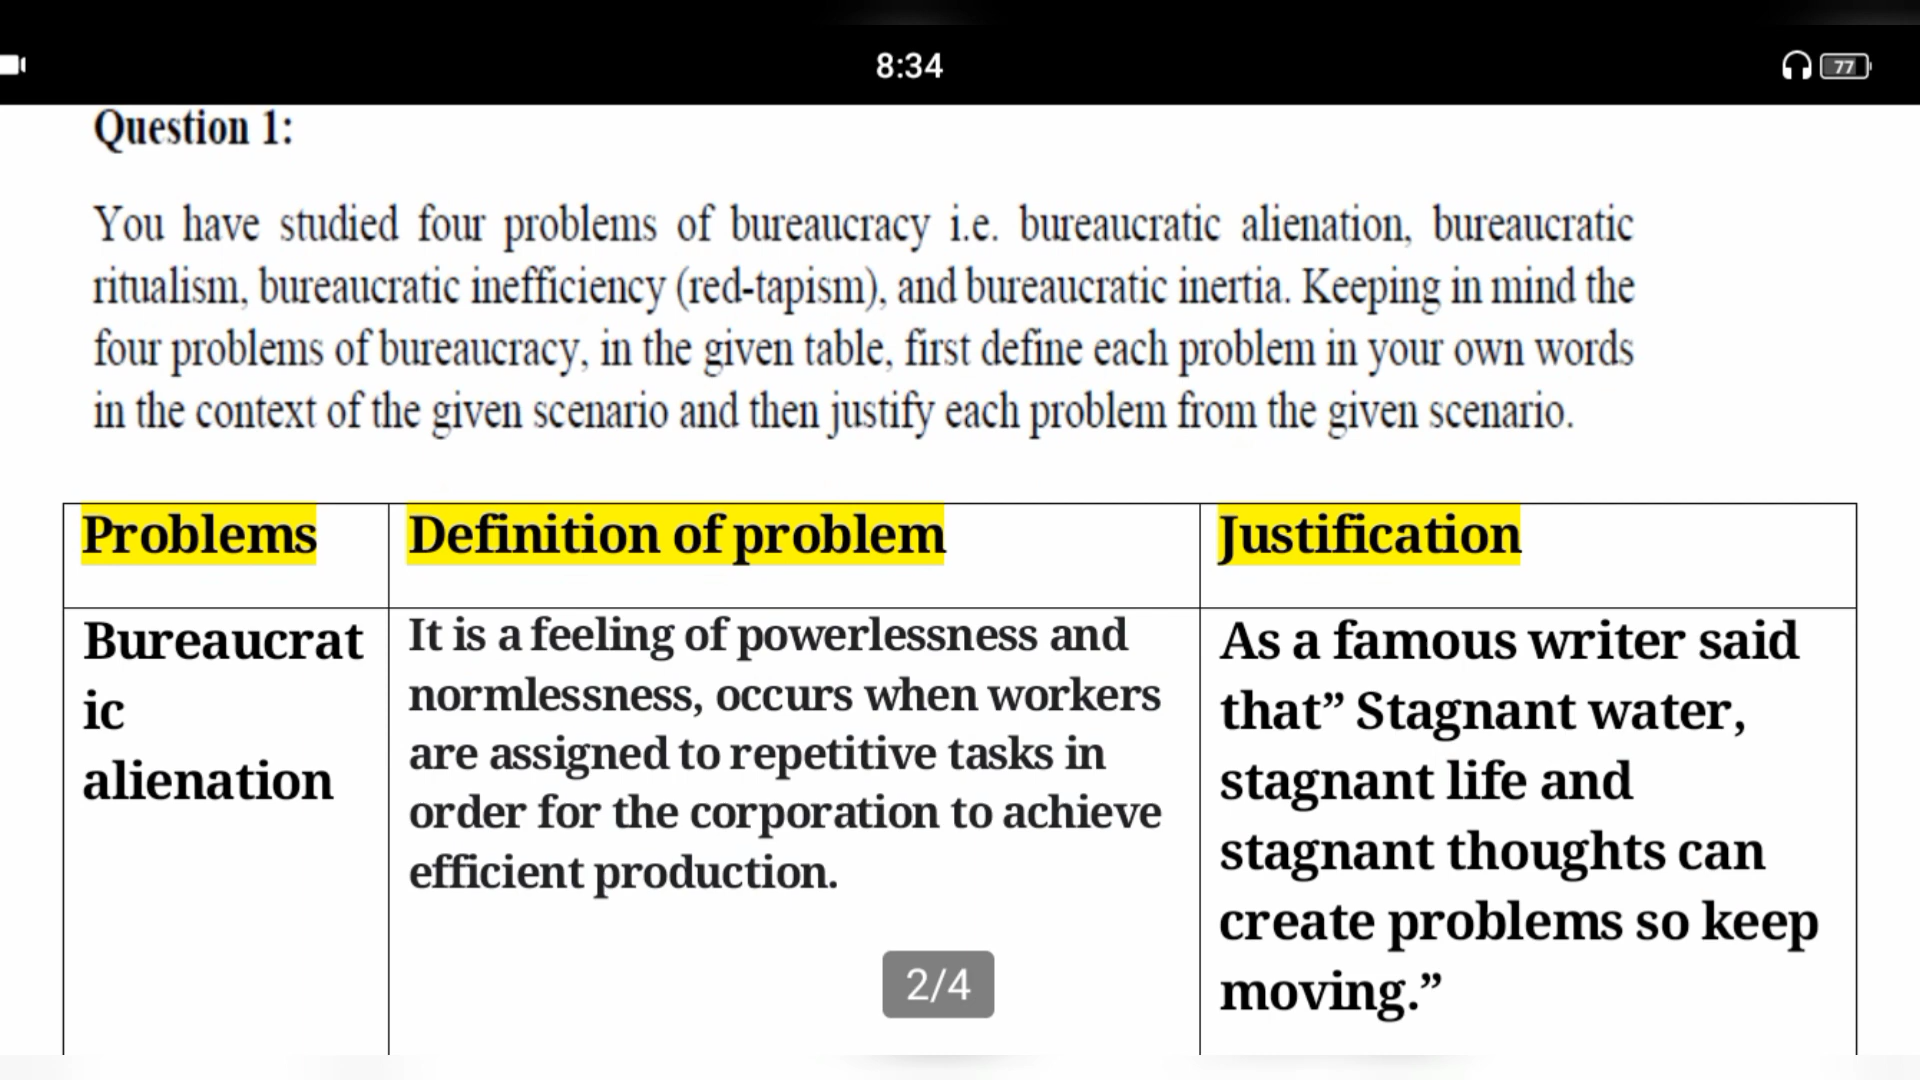 8:34
77
Question 1:
You have studied four problems of bureaucracy i.e. bureaucratic alienation, bureaucratic
ritualism, bureaucratic inefficiency (red-tapism), and bureaucratic inertia. Keeping in mind the
four problems of bureaucracy, in the given table, first define each problem in your own words
in the context of the given scenario and then justify each problem from the given scenario.
Problems
Definition of problem
Justification
Bureaucrat
ic
alienation
It is a feeling of powerlessness and
normlessness, occurs when workers
are assigned to repetitive tasks in
order for the corporation to achieve
efficient production.
As a famous writer said
that” Stagnant water,
stagnant life and
stagnant thoughts can
create problems so keep
moving.”
2/4